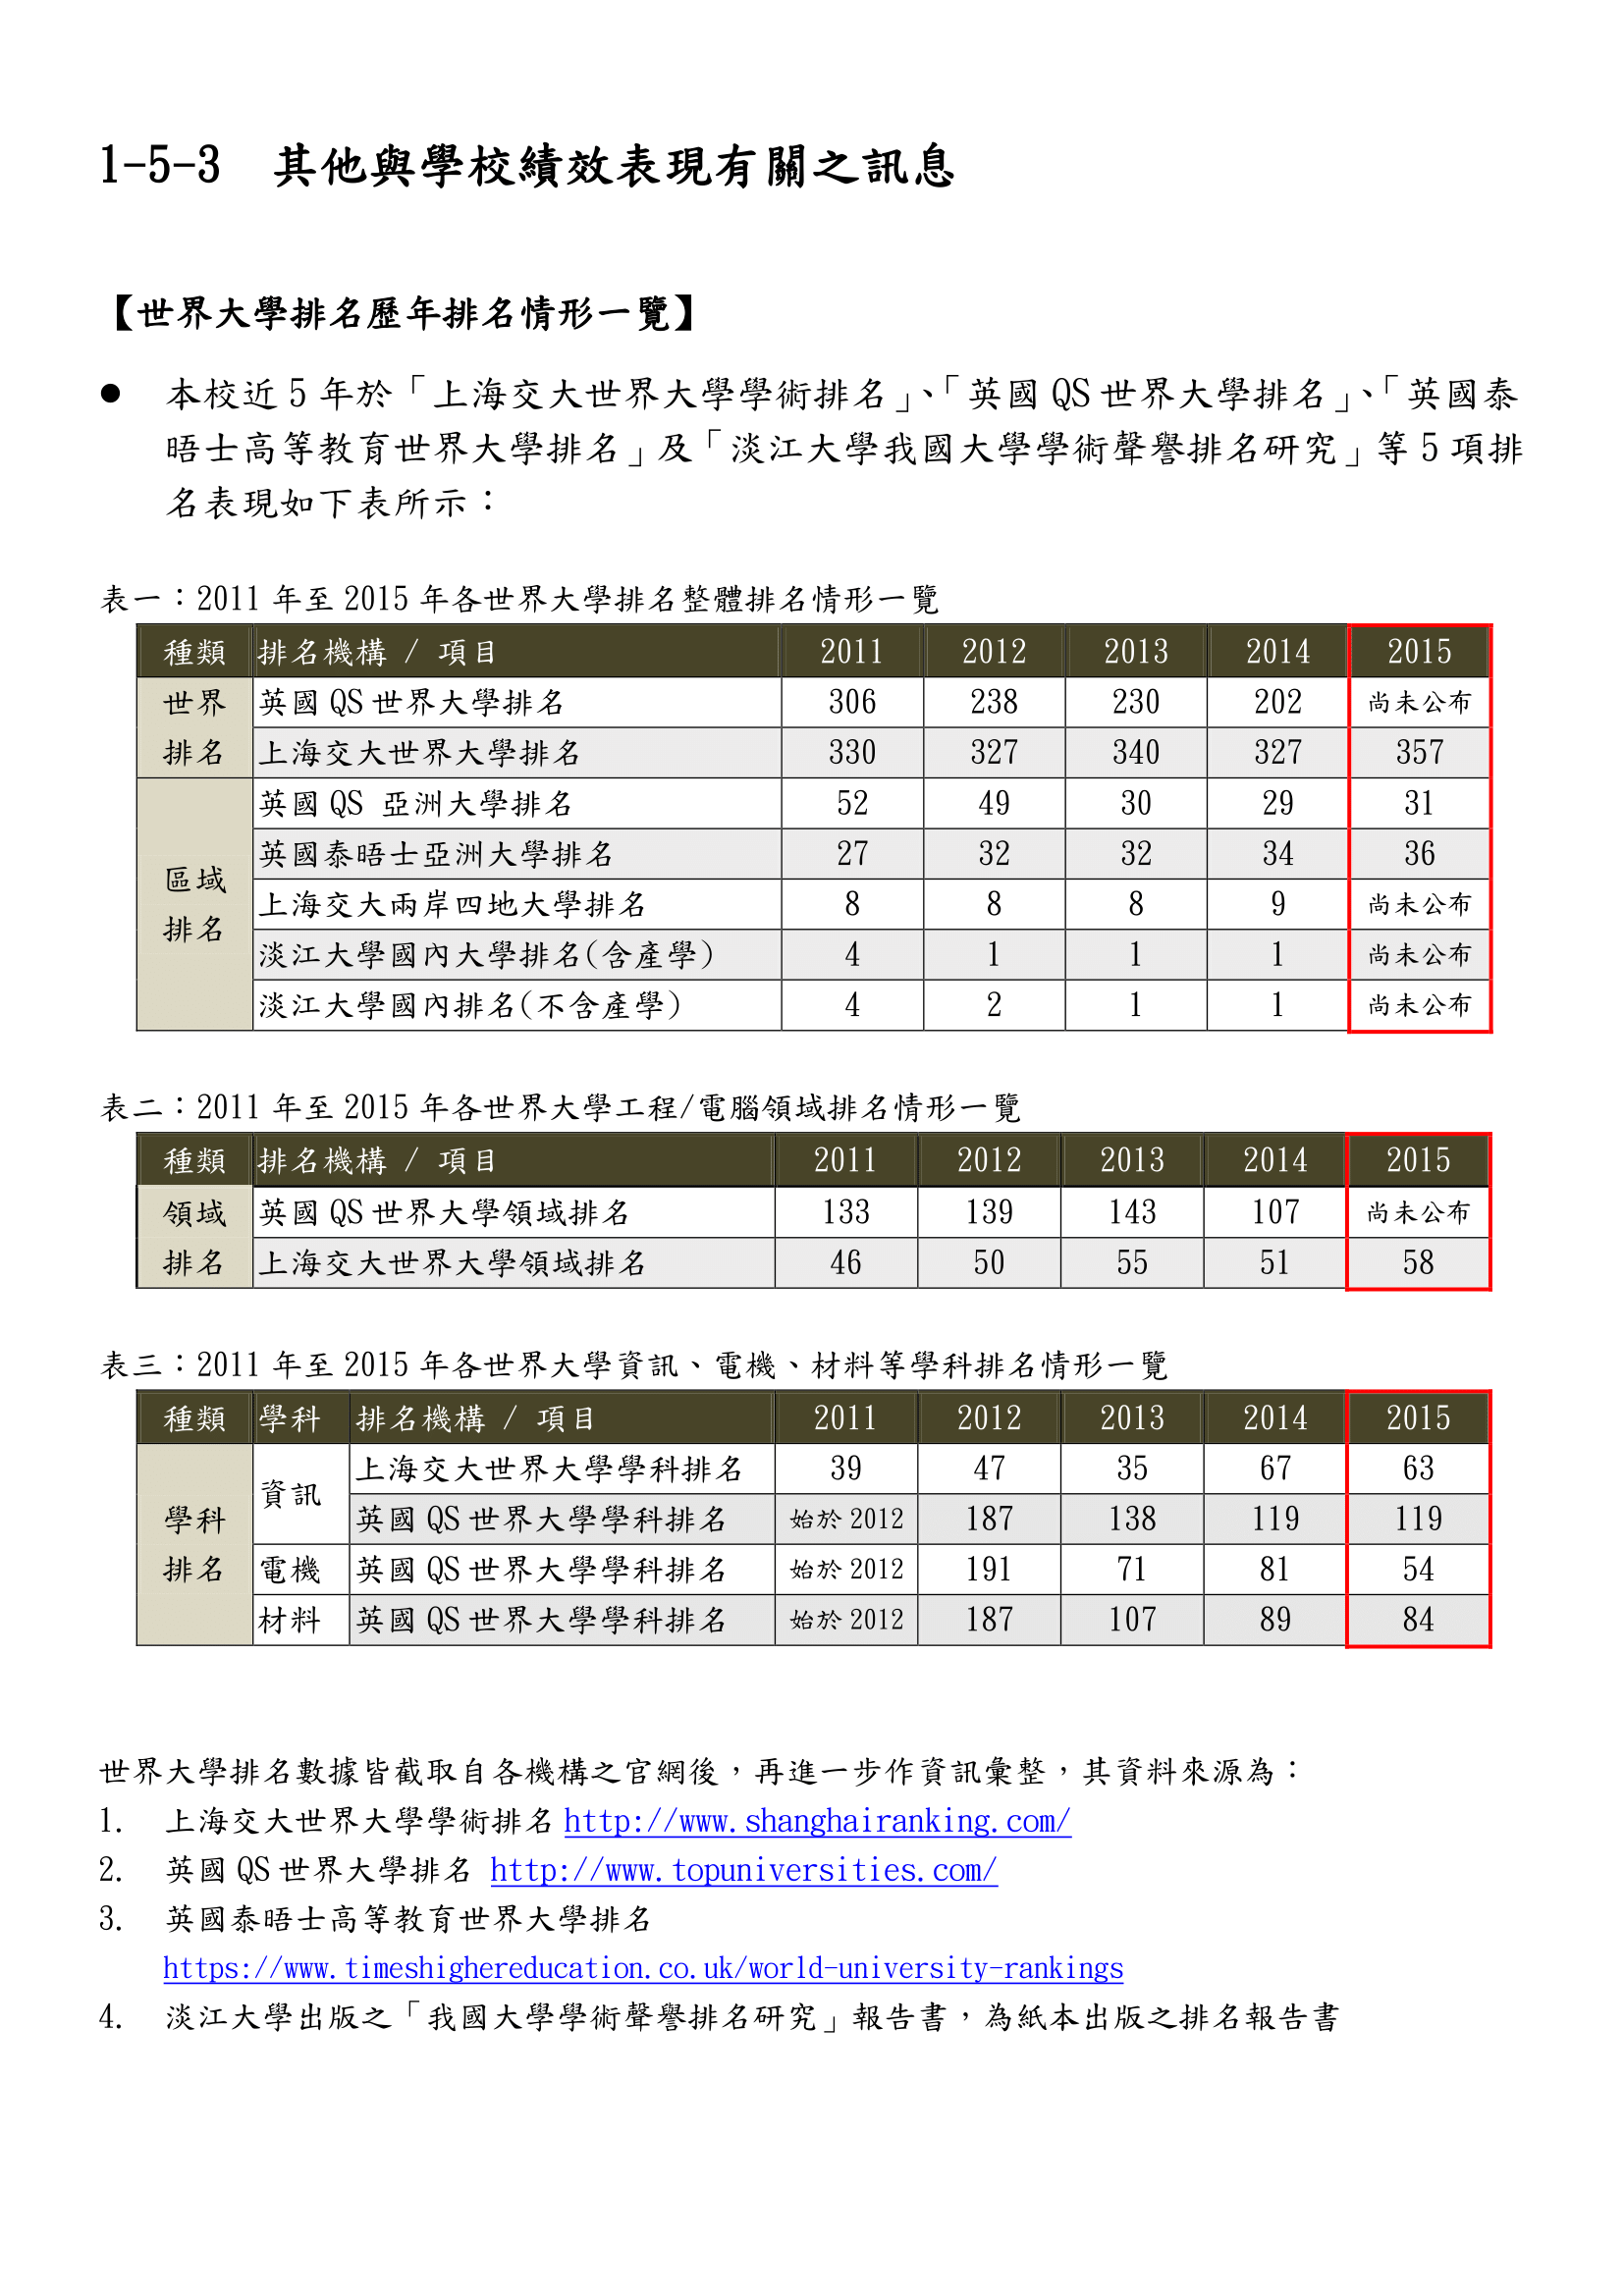 1-5-3 其他與學校績效表現有關之訊息
【世界大學排名歷年排名情形一覽】
● 本校近 5 年於「上海交大世界大學學術排名」、「英國 QS 世界大學排名」、「英國泰
晤士高等教育世界大學排名」及「淡江大學我國大學學術聲譽排名研究」等 5 項排
名表現如下表所示：
表一：2011 年至 2015 年各世界大學排名整體排名情形一覽
種類 排名機構 / 項目 2011 2012 2013 2014 2015
世界 英國 QS 世界大學排名 306 238 230 202 尚未公布
排名 上海交大世界大學排名 330 327 340 327 357
英國 QS 亞洲大學排名 52 49 30 29 31
英國泰晤士亞洲大學排名 27 32 32 34 36
區域
排名
上海交大兩岸四地大學排名 8 8 8 9 尚未公布
淡江大學國內大學排名(含產學) 4 1 1 1 尚未公布
淡江大學國內排名(不含產學) 4 2 1 1 尚未公布
表二：2011 年至 2015 年各世界大學工程/電腦領域排名情形一覽
種類 排名機構 / 項目 2011 2012 2013 2014 2015
領域 英國 QS 世界大學領域排名 133 139 143 107 尚未公布
排名 上海交大世界大學領域排名 46 50 55 51 58
表三：2011 年至 2015 年各世界大學資訊、電機、材料等學科排名情形一覽
種類 學科 排名機構 / 項目 2011 2012 2013 2014 2015
資訊 上海交大世界大學學科排名 39 47 35 67 63
學科 英國 QS 世界大學學科排名 始於 2012 187 138 119 119
排名 電機 英國 QS 世界大學學科排名 始於 2012 191 71 81 54
材料 英國 QS 世界大學學科排名 始於 2012 187 107 89 84
世界大學排名數據皆截取自各機構之官網後，再進一步作資訊彙整，其資料來源為：
1. 上海交大世界大學學術排名 http://www.shanghairanking.com/
2. 英國 QS 世界大學排名 http://www.topuniversities.com/
3. 英國泰晤士高等教育世界大學排名
https://www.timeshighereducation.co.uk/world-university-rankings
4. 淡江大學出版之「我國大學學術聲譽排名研究」報告書，為紙本出版之排名報告書